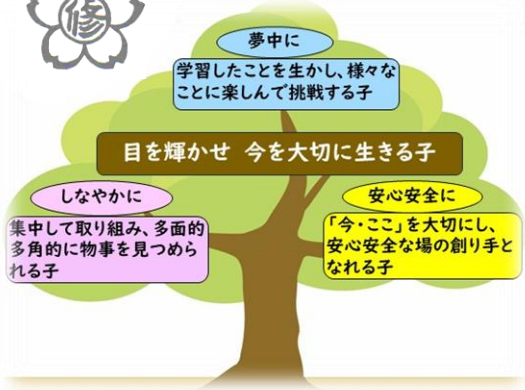 修
夢中に
学習したことを生かし、様々な
ことに楽しんで挑戦する子
目を輝かせ 今を大切に生きる子
しなやかに
集中して取り組み、多面的
多角的に物事を見つめら
れる子
安心安全に
「今・ここ」を大切にし、
安心安全な場の創り手と
なれる子